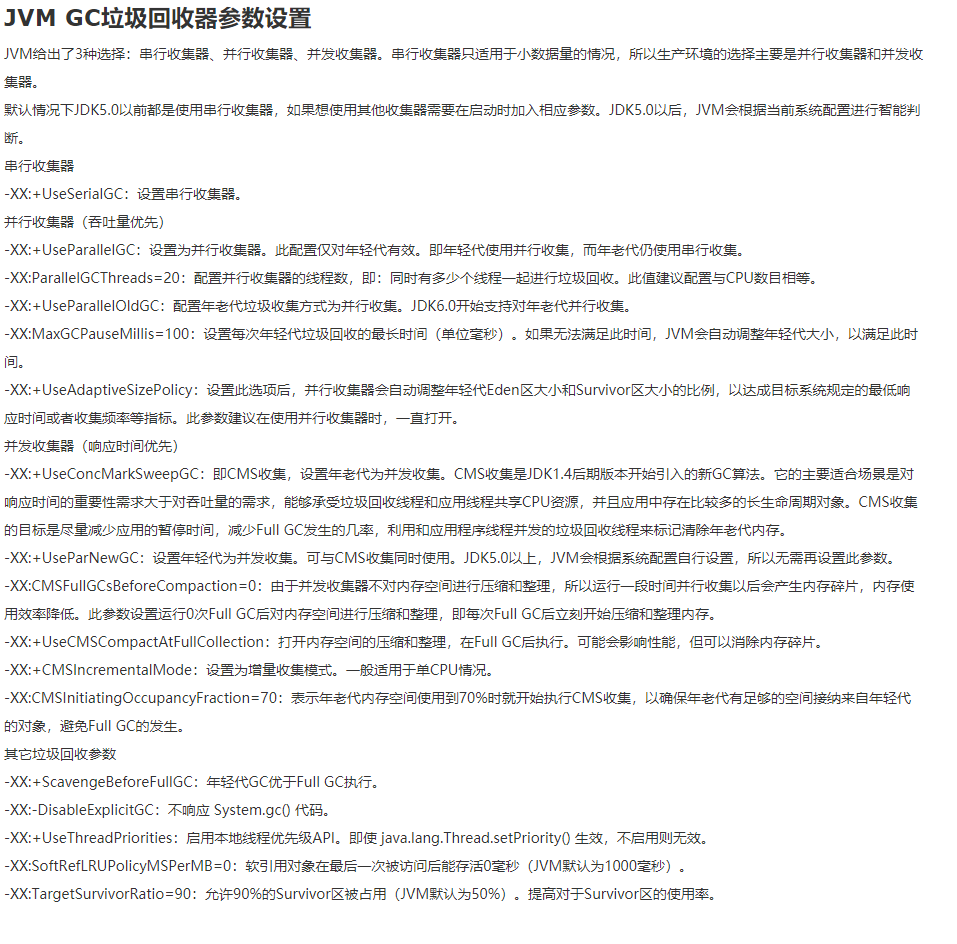 JVM GC垃圾回收器参数设置
JVM给出了3种选择：串行收集器、并行收集器、并发收集器。串行收集器只适用于小数据量的情况，所以生产环境的选择主要是并行收集器和并发收
集器。
默认情况下JDK5.0以前都是使用串行收集器，如果想使用其他收集器需要在启动时加入相应参数。JDK5.0以后，JVM会根据当前系统配置进行智能判
断。
串行收集器
-XX:+UseSerialGC：设置串行收集器。
并行收集器（吞吐量优先）
-XX:+UseParallelGC：设置为并行收集器。此配置仅对年轻代有效。即年轻代使用并行收集，而年老代仍使用串行收集。
-XX:ParallelGCThreads=20：配置并行收集器的线程数，即：同时有多少个线程一起进行垃圾回收。此值建议配置与CPU数目相等。
-XX:+UseParallelOldGC：配置年老代垃圾收集方式为并行收集。JDK6.0开始支持对年老代并行收集。
-XX:MaxGCPauseMillis=100：设置每次年轻代垃圾回收的最长时间（单位毫秒）。如果无法满足此时间，JVM会自动调整年轻代大小，以满足此时
间。
-XX:+UseAdaptiveSizePolicy：设置此选项后，并行收集器会自动调整年轻代Eden区大小和Survivor区大小的比例，以达成目标系统规定的最低响
应时间或者收集频率等指标。此参数建议在使用并行收集器时，一直打开。
并发收集器（响应时间优先）
-XX:+UseConcMarkSweepGC：即CMS收集，设置年老代为并发收集。CMS收集是JDK1.4后期版本开始引入的新GC算法。它的主要适合场景是对
响应时间的重要性需求大于对吞吐量的需求，能够承受垃圾回收线程和应用线程共享CPU资源，并且应用中存在比较多的长生命周期对象。CMS收集
的目标是尽量减少应用的暂停时间，减少Full GC发生的几率，利用和应用程序线程并发的垃圾回收线程来标记清除年老代内存。
-XX:+UseParNewGC：设置年轻代为并发收集。可与CMS收集同时使用。JDK5.0以上，JVM会根据系统配置自行设置，所以无需再设置此参数。
-XX:CMSFullGCsBeforeCompaction=0：由于并发收集器不对内存空间进行压缩和整理，所以运行一段时间并行收集以后会产生内存碎片，内存使
用效率降低。此参数设置运行0次Full GC后对内存空间进行压缩和整理，即每次Full GC后立刻开始压缩和整理内存。
-XX:+UseCMSCompactAtFullCollection：打开内存空间的压缩和整理，在Full GC后执行。可能会影响性能，但可以消除内存碎片。
-XX:+CMSIncrementalMode：设置为增量收集模式。一般适用于单CPU情况。
-XX:CMSInitiatingOccupancyFraction=70：表示年老代内存空间使用到70%时就开始执行CMS收集，以确保年老代有足够的空间接纳来自年轻代
的对象，避免Full GC的发生。
其它垃圾回收参数
-XX:+ScavengeBeforeFullGC：年轻代GC优于Full GC执行。
-XX:-DisableExplicitGC：不响应 System.gc() 代码。
-XX:+UseThreadPriorities：启用本地线程优先级API。即使 java.lang.Thread.setPriority() 生效，不启用则无效。
-XX:SoftRefLRUPolicyMSPerMB=0：软引用对象在最后一次被访问后能存活0毫秒（JVM默认为1000毫秒）。
-XX:TargetSurvivorRatio=90：允许90%的Survivor区被占用（JVM默认为50%）。提高对于Survivor区的使用率。